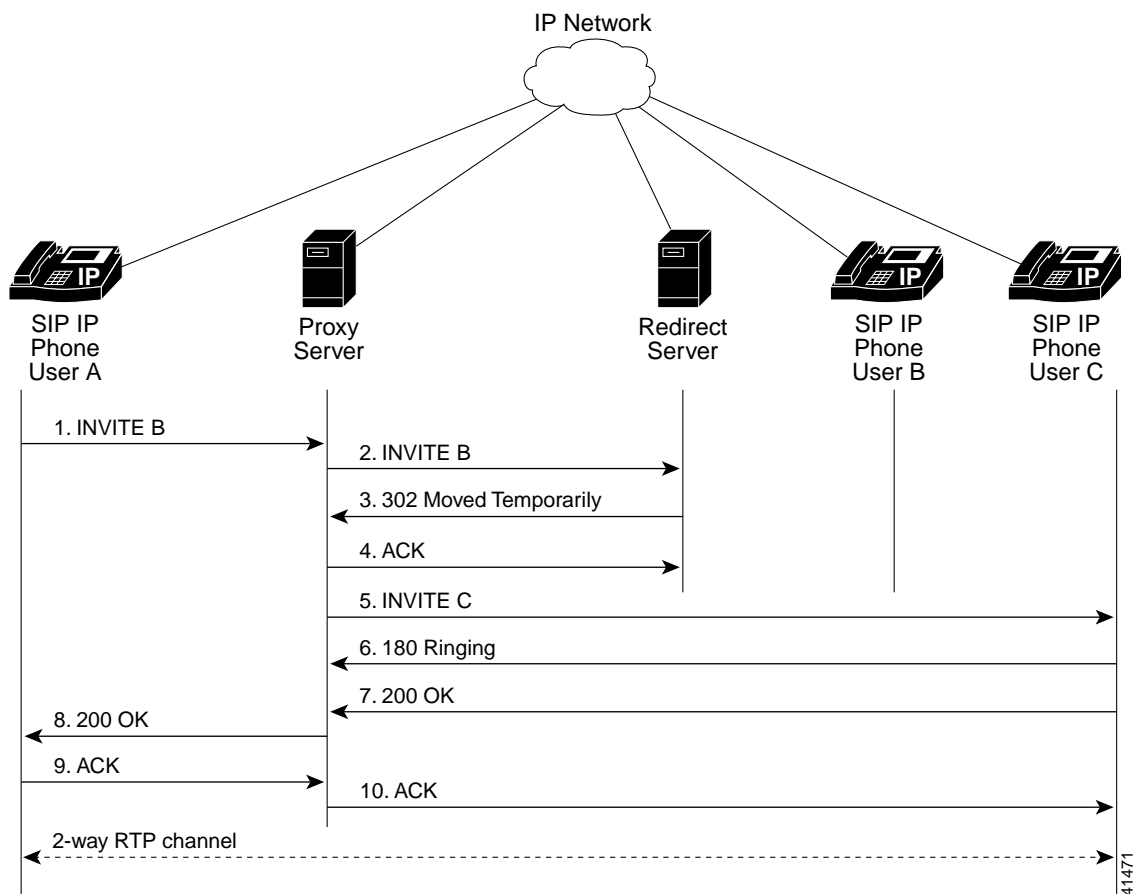 IP Network
IP
IP
IP
SIP IP
Phone
User A
Proxy
Server
Redirect
Server
SIP IP
Phone
User B
SIP IP
Phone
User C
1. INVITE B
2. INVITE B
3. 302 Moved Temporarily
4. ACK
5. INVITE C
6. 180 Ringing
7. 200 OK
8. 200 OK
9. ACK
10. ACK
2-way RTP channel
41471